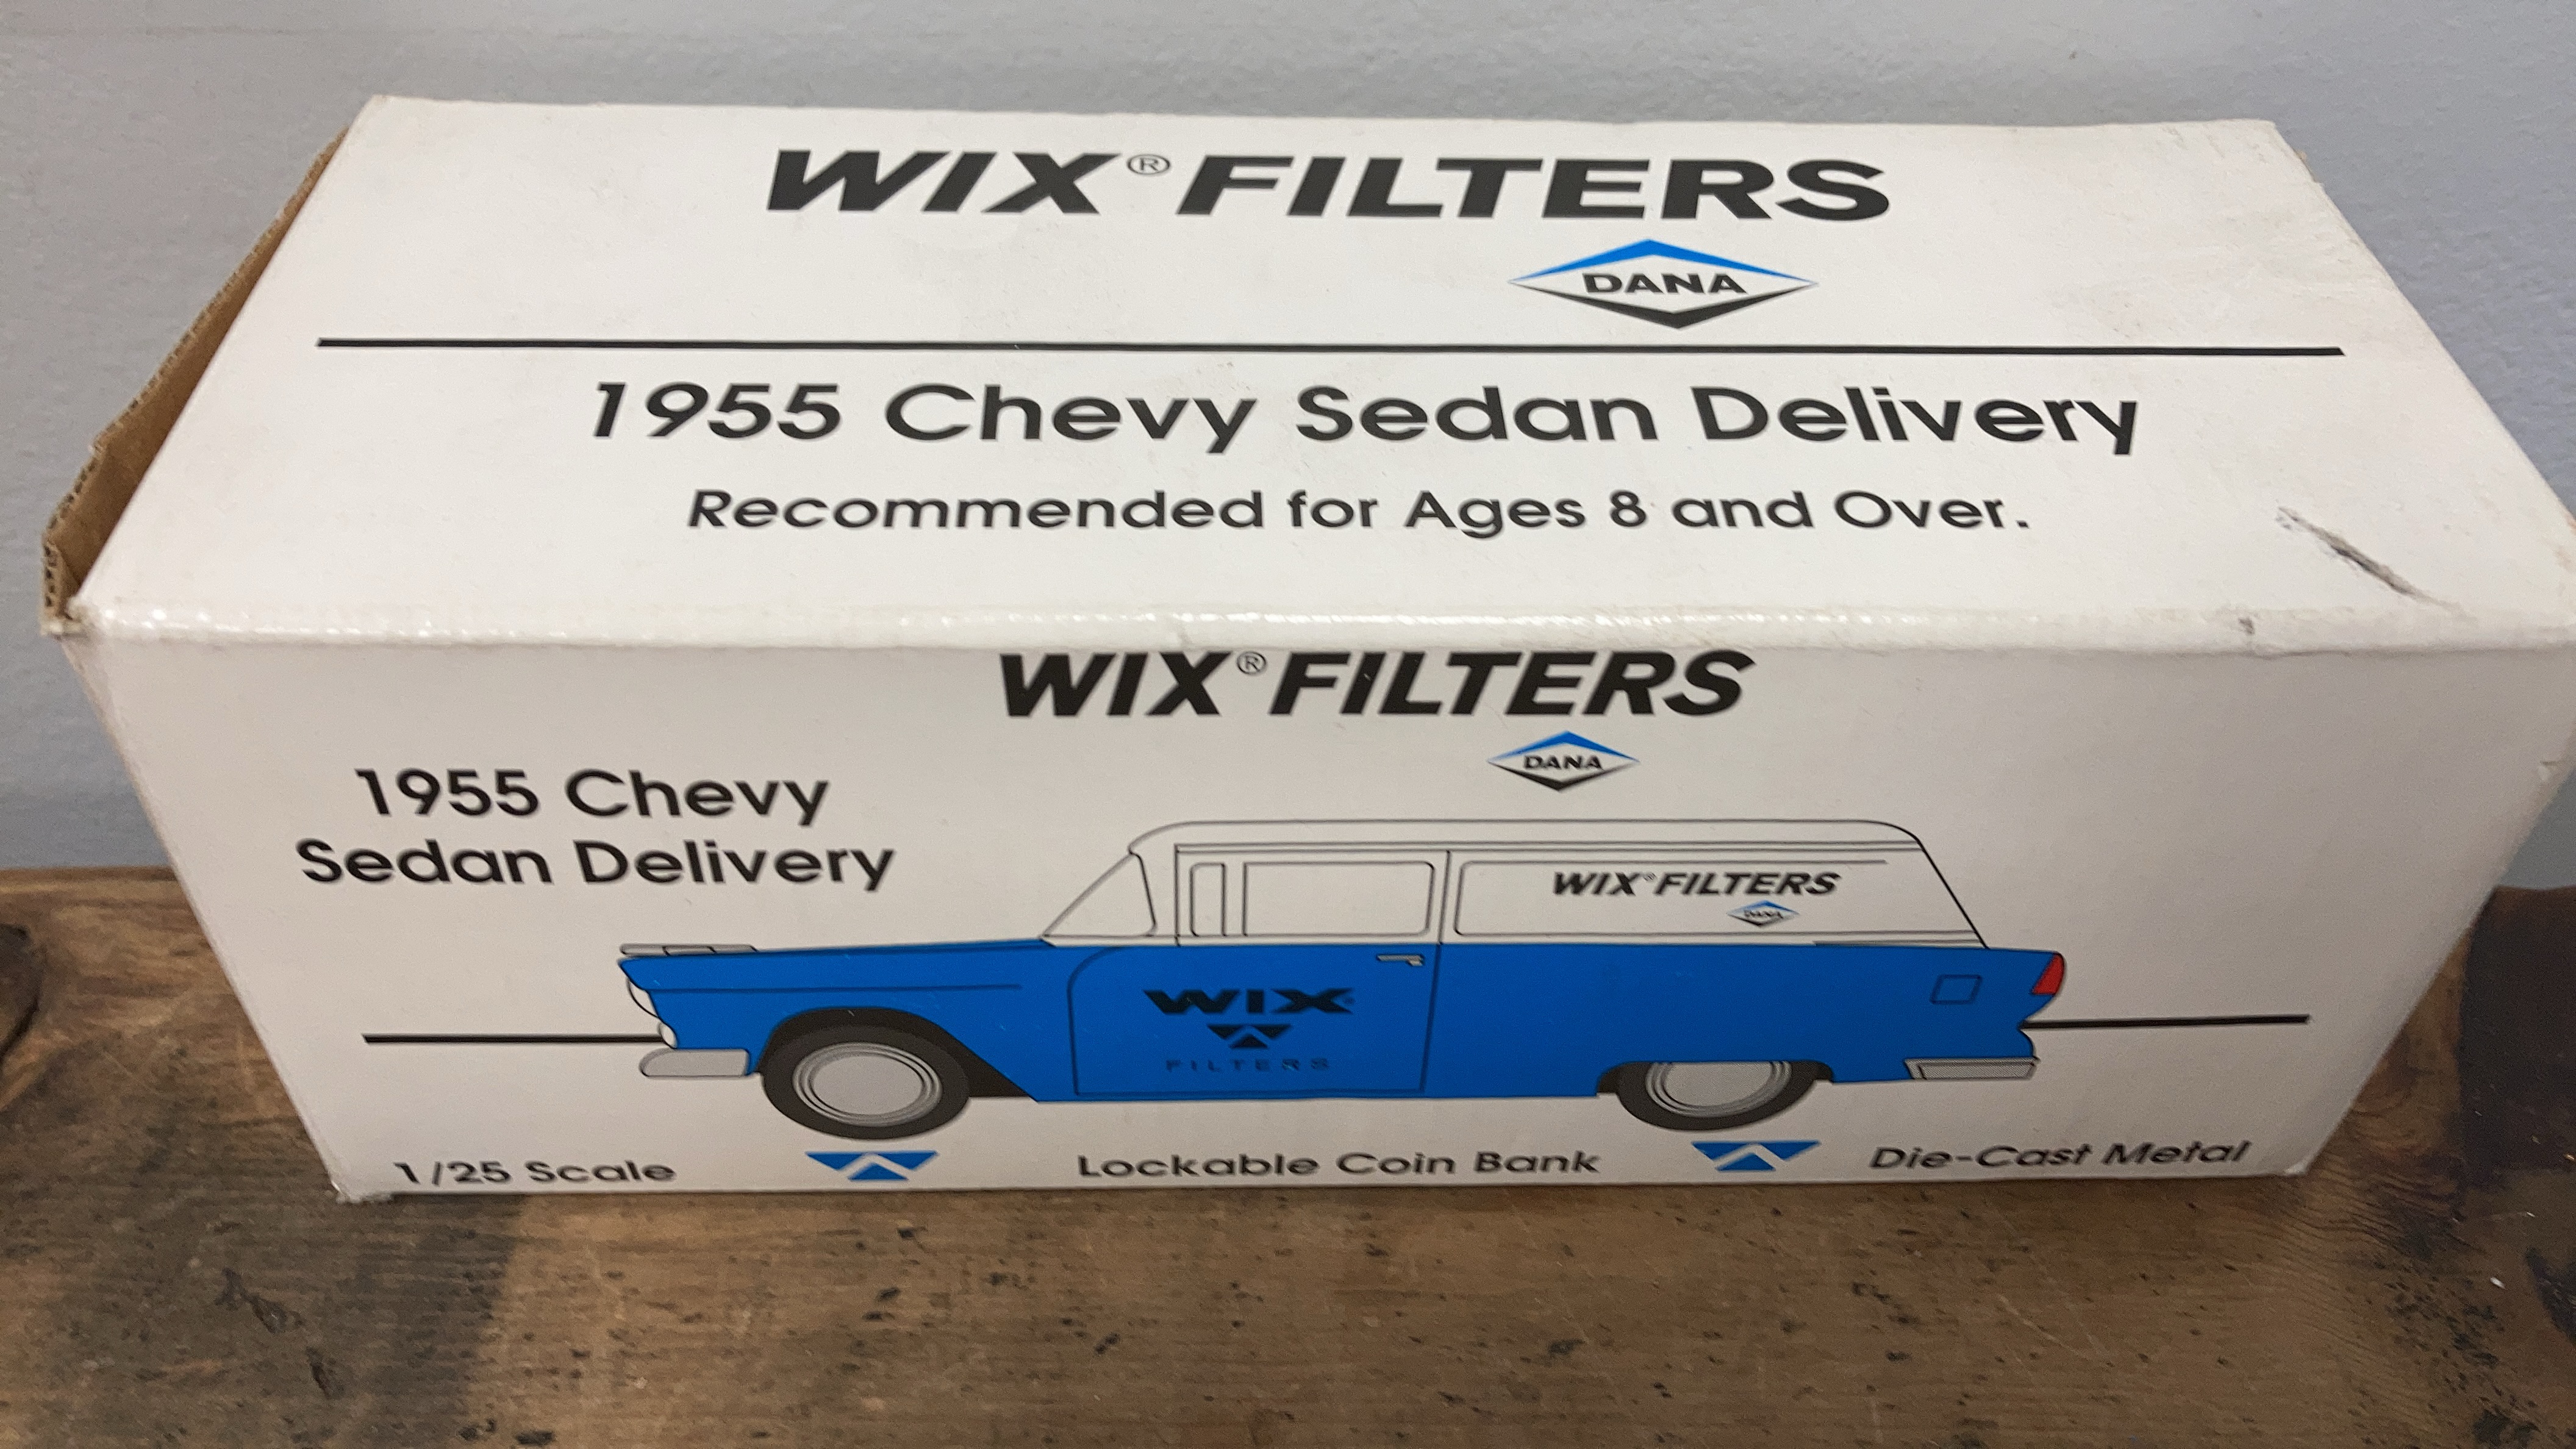 WIX® FILTERS
DANA
1955 Chevy Sedan Delivery
Recommended for Ages 8 and Over.
WIX® FILTERS
DANA
1955 Chevy
Sedan Delivery
WIX® FILTERS
DANA
WIX®
FILTERS
1/25 Scale
Lockable Coin Bank
Die-Cast Metal